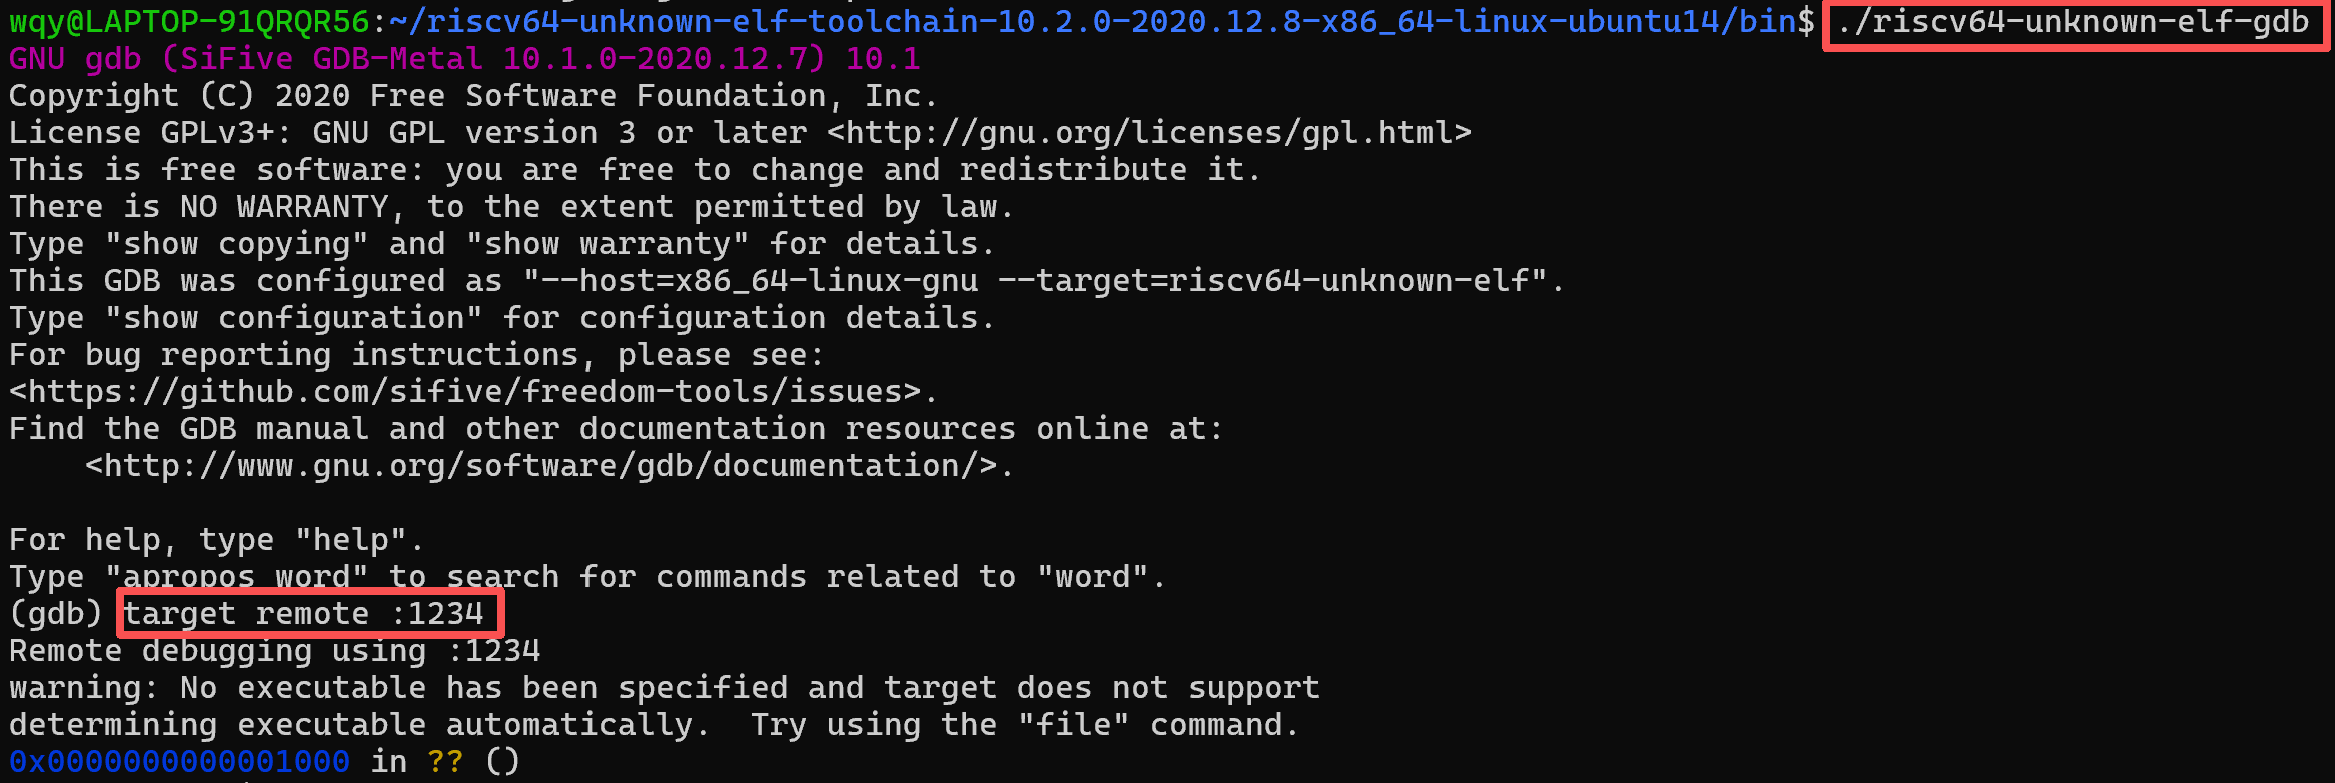 wqy@LAPTOP-91QRQR56:~/riscv64-unknown-elf-toolchain-10.2.0-2020.12.8-x86_64-linux-ubuntu14/bin$ ./riscv64-unknown-elf-gdb
GNU gdb (SiFive GDB-Metal 10.1.0-2020.12.7) 10.1
Copyright (C) 2020 Free Software Foundation, Inc.
License GPLv3+: GNU GPL version 3 or later <http://gnu.org/licenses/gpl.html>
This is free software: you are free to change and redistribute it.
There is NO WARRANTY, to the extent permitted by law.
Type "show copying" and "show warranty" for details.
This GDB was configured as "--host=x86_64-linux-gnu --target=riscv64-unknown-elf".
Type "show configuration" for configuration details.
For bug reporting instructions, please see:
<https://github.com/sifive/freedom-tools/issues>.
Find the GDB manual and other documentation resources online at:
    <http://www.gnu.org/software/gdb/documentation/>.

For help, type "help".
Type "apropos word" to search for commands related to "word".
(gdb) target remote :1234
Remote debugging using :1234
warning: No executable has been specified and target does not support
determining executable automatically.  Try using the "file" command.
0x0000000000001000 in ?? ()